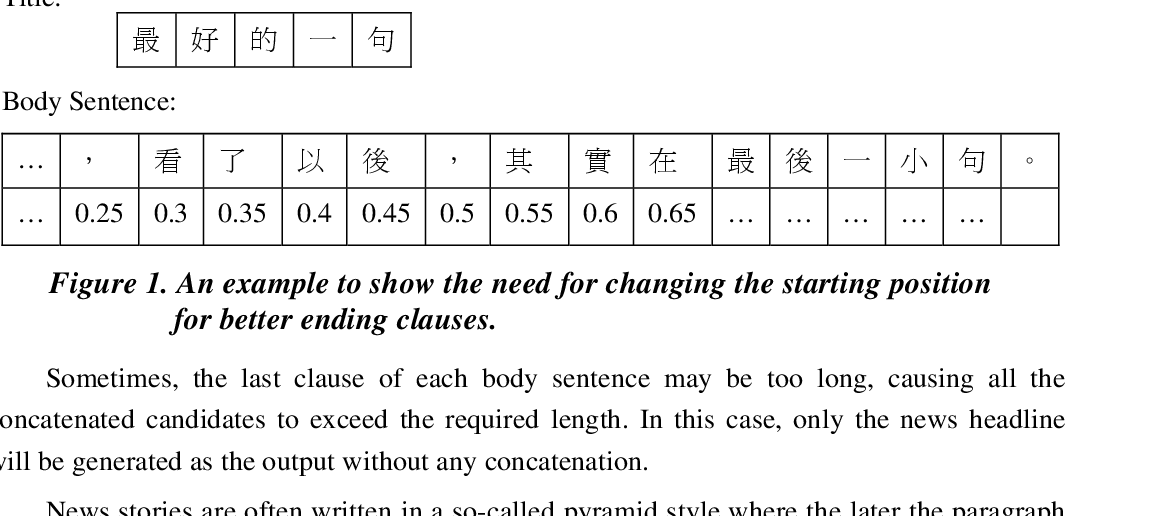 Title:
最 好 的 一 句
Body Sentence:
… ， 看 了 以 後 ， 其 實 在 最 後 一 小 句 。
… 0.25 0.3 0.35 0.4 0.45 0.5 0.55 0.6 0.65 … … … … …
Figure 1. An example to show the need for changing the starting position
for better ending clauses.
Sometimes, the last clause of each body sentence may be too long, causing all the
oncatenated candidates to exceed the required length. In this case, only the news headline
will be generated as the output without any concatenation.
News stories are often written in a so-called pyramid style where the later the paragraph